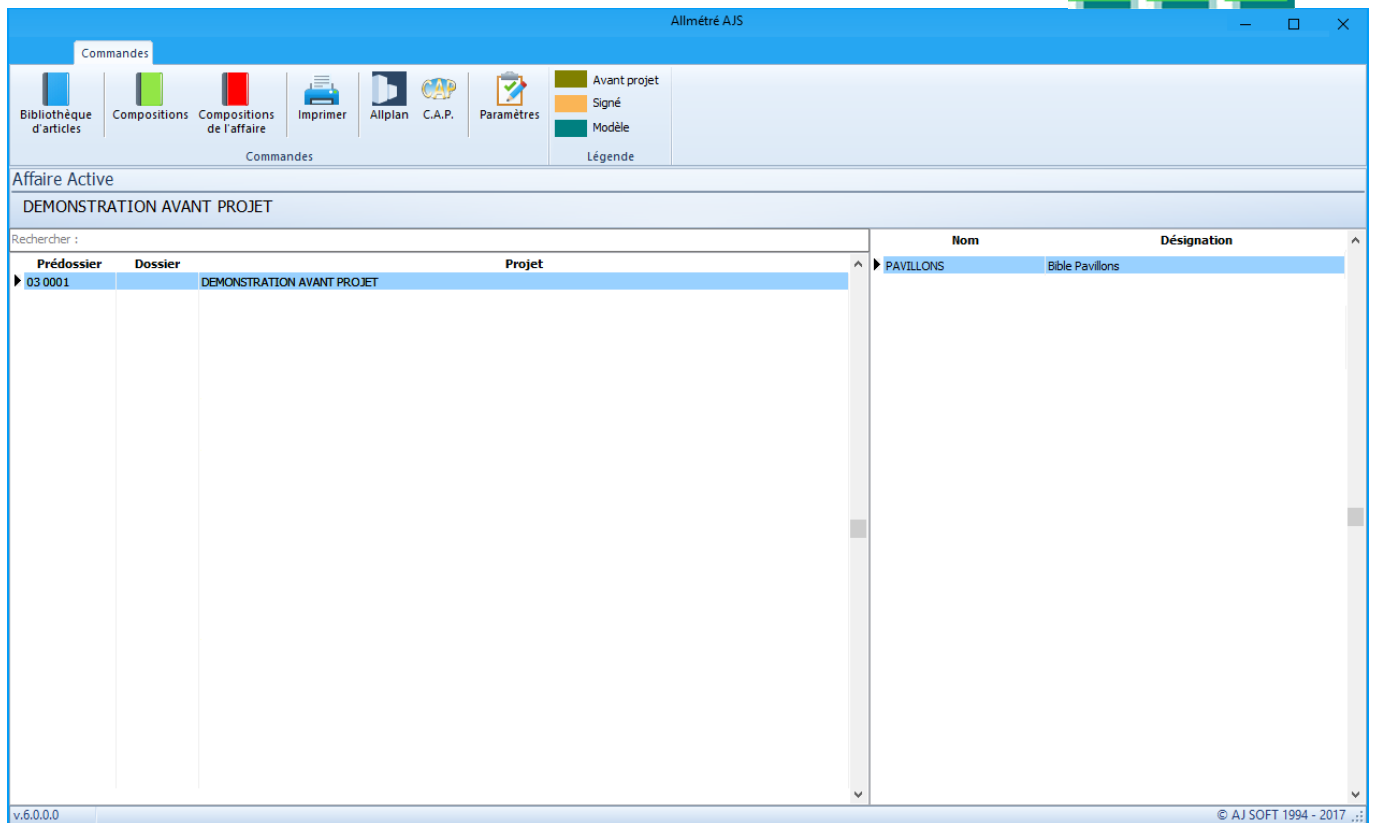 Allmétré AJS
Commandes
Bibliothèque d'articles
Compositions
Compositions de l'affaire
Imprimer
Allplan
CAP
C.A.P.
Paramètres
Avant projet
Signé
Modèle
Commandes
Légende
Affaire Active
DEMONSTRATION AVANT PROJET
Rechercher :
Nom Désignation
Prédossier Dossier Projet
PAVILLONS Bible Pavillons
03 0001 DEMONSTRATION AVANT PROJET
v.6.0.0.0
© AJ SOFT 1994 - 2017